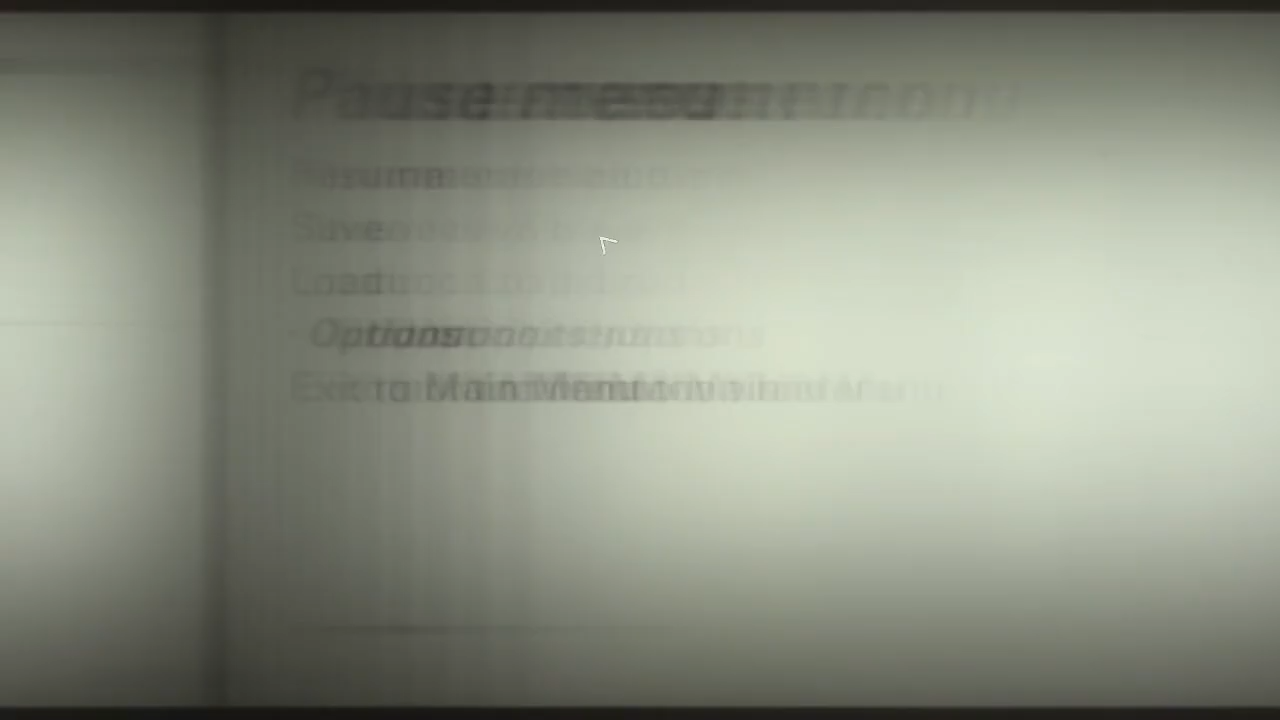 Pause menu
Resume
Save
Load
Options
Exit to Main Menu